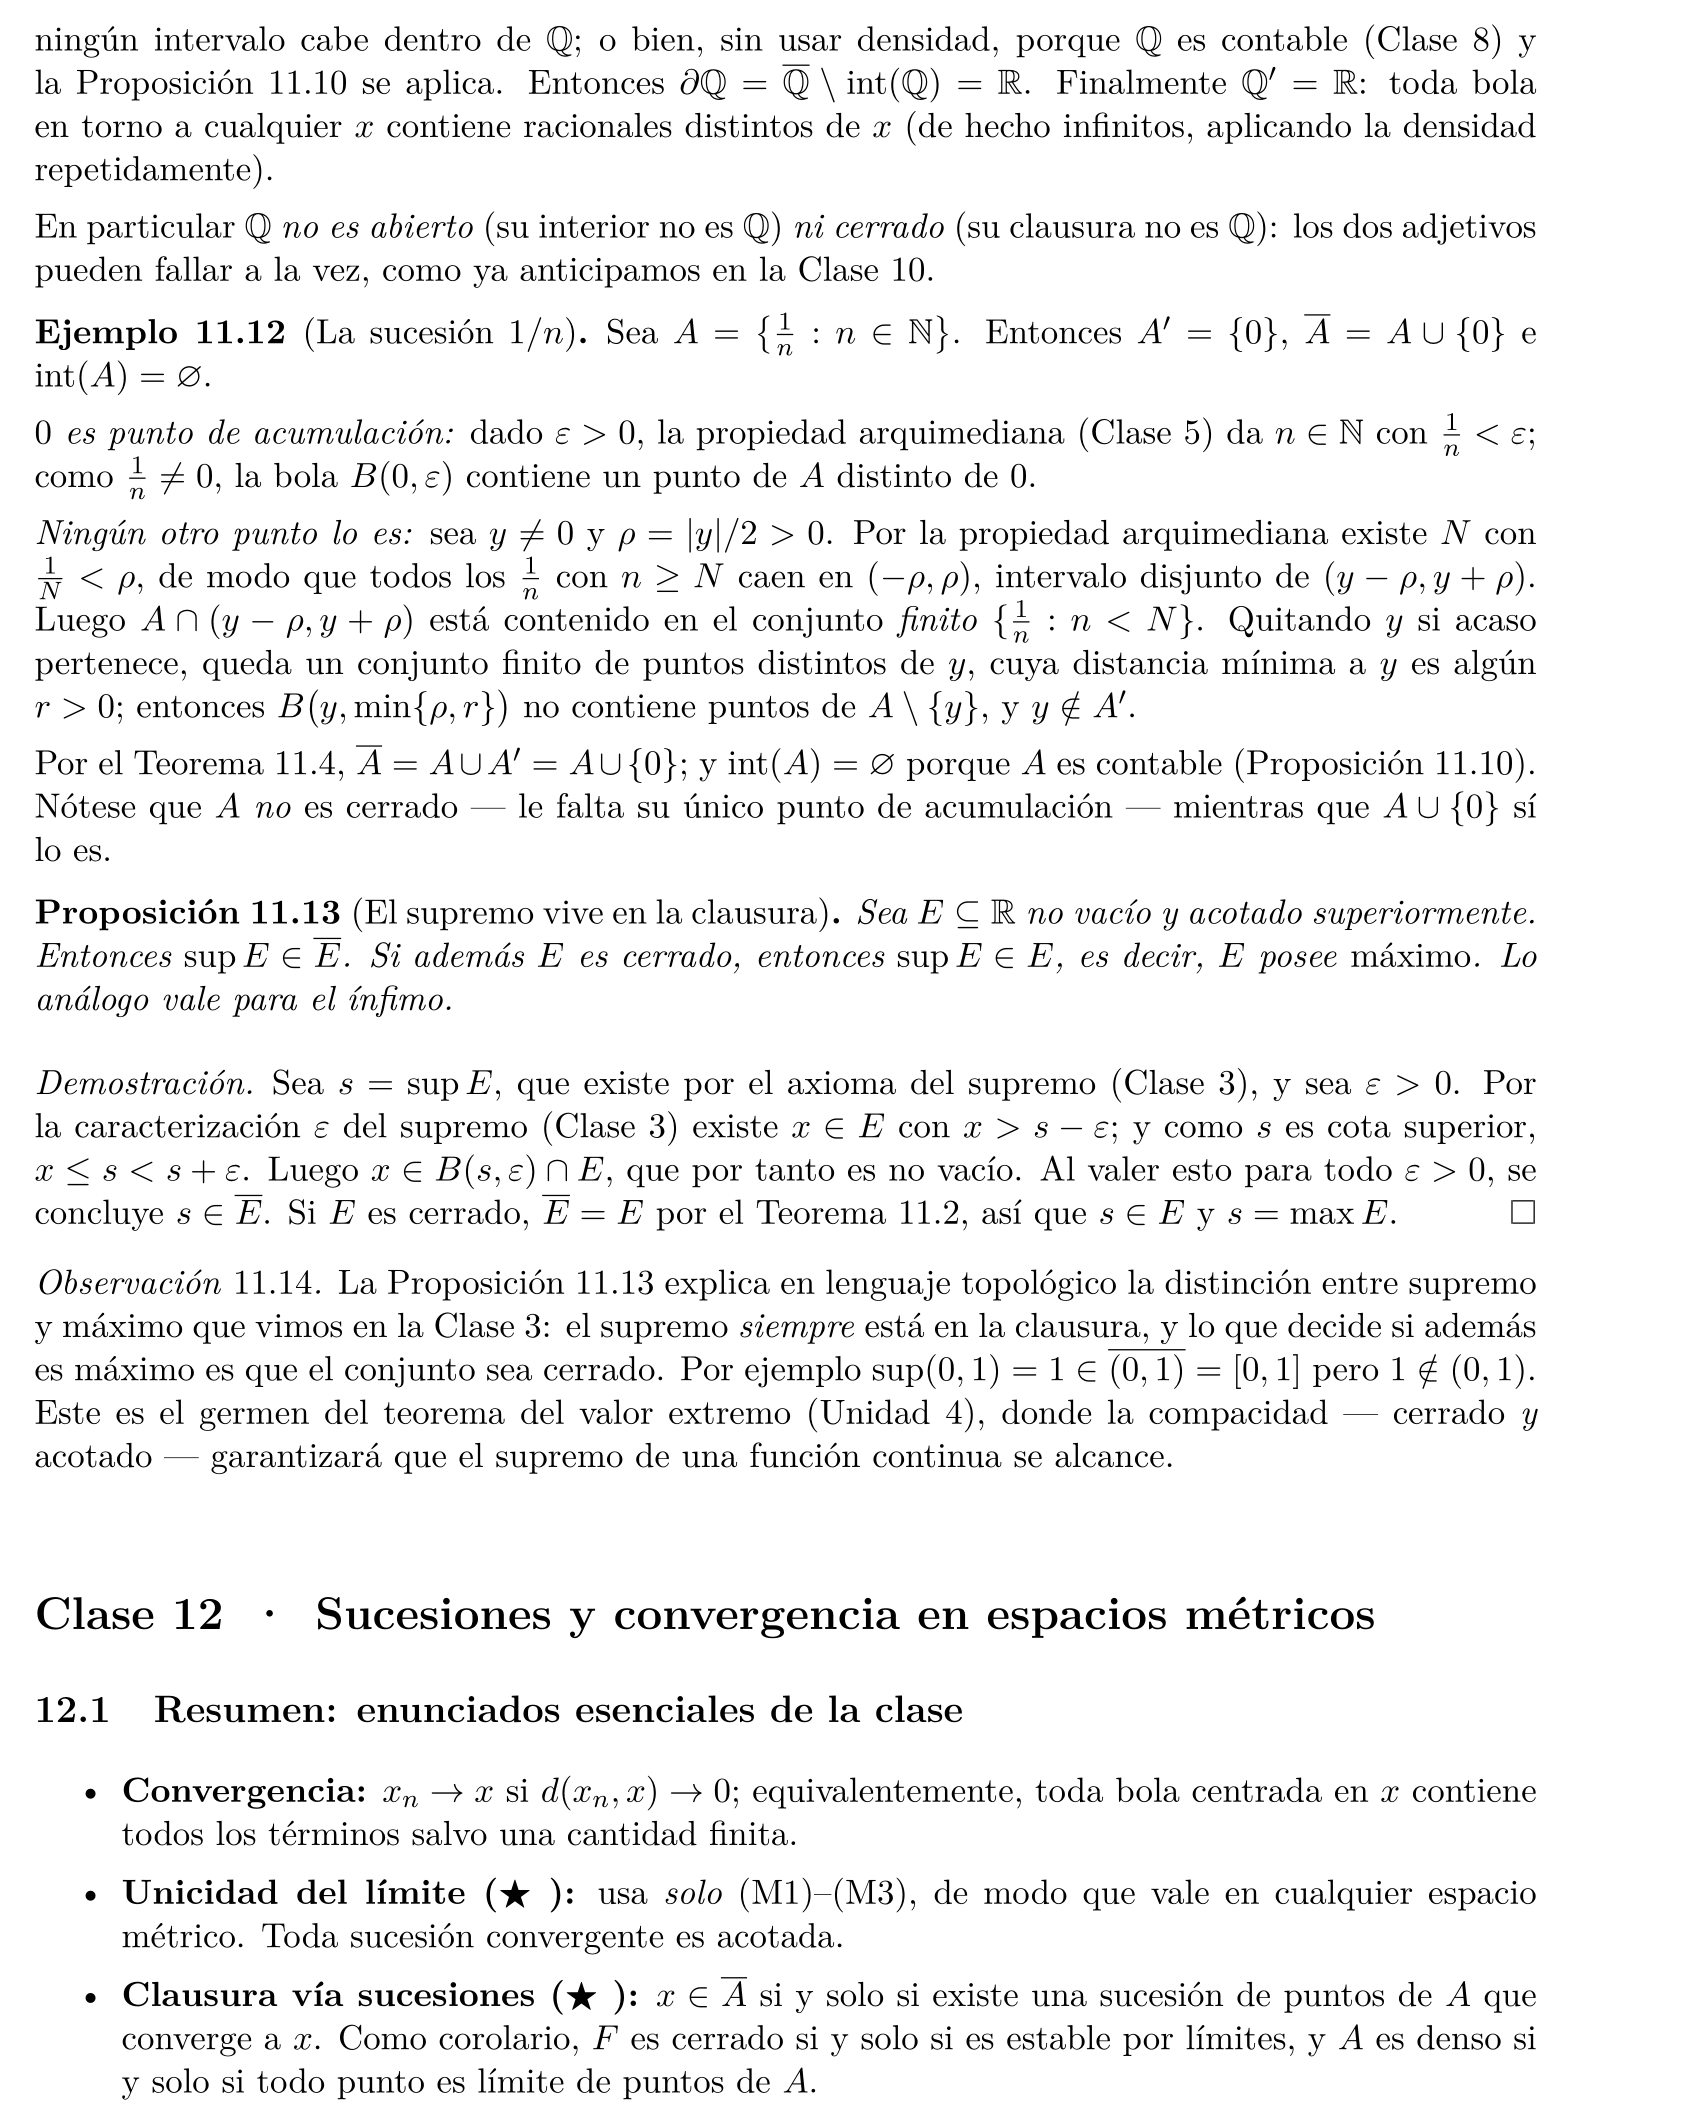 ningún intervalo cabe dentro de ℚ; o bien, sin usar densidad, porque ℚ es contable (Clase 8) y
la Proposición 11.10 se aplica. Entonces ∂ℚ = ℚ̅ \ int(ℚ) = ℝ. Finalmente ℚ′ = ℝ: toda bola
en torno a cualquier x contiene racionales distintos de x (de hecho infinitos, aplicando la densidad
repetidamente).
En particular ℚ no es abierto (su interior no es ℚ) ni cerrado (su clausura no es ℚ): los dos adjetivos
pueden fallar a la vez, como ya anticipamos en la Clase 10.
Ejemplo 11.12 (La sucesión 1/n). Sea A = {1/n : n ∈ ℕ}. Entonces A′ = {0}, A̅ = A ∪ {0} e
int(A) = ∅.
0 es punto de acumulación: dado ε > 0, la propiedad arquimediana (Clase 5) da n ∈ ℕ con 1/n < ε;
como 1/n ≠ 0, la bola B(0, ε) contiene un punto de A distinto de 0.
Ningún otro punto lo es: sea y ≠ 0 y ρ = |y|/2 > 0. Por la propiedad arquimediana existe N con
1/N < ρ, de modo que todos los 1/n con n ≥ N caen en (−ρ, ρ), intervalo disjunto de (y − ρ, y + ρ).
Luego A ∩ (y − ρ, y + ρ) está contenido en el conjunto finito {1/n : n < N}. Quitando y si acaso
pertenece, queda un conjunto finito de puntos distintos de y, cuya distancia mínima a y es algún
r > 0; entonces B(y, min{ρ, r}) no contiene puntos de A \ {y}, y y ∉ A′.
Por el Teorema 11.4, A̅ = A∪A′ = A∪{0}; y int(A) = ∅ porque A es contable (Proposición 11.10).
Nótese que A no es cerrado — le falta su único punto de acumulación — mientras que A ∪ {0} sí
lo es.
Proposición 11.13 (El supremo vive en la clausura). Sea E ⊆ ℝ no vacío y acotado superiormente.
Entonces sup E ∈ E̅. Si además E es cerrado, entonces sup E ∈ E, es decir, E posee máximo. Lo
análogo vale para el ínfimo.
Demostración. Sea s = sup E, que existe por el axioma del supremo (Clase 3), y sea ε > 0. Por
la caracterización ε del supremo (Clase 3) existe x ∈ E con x > s − ε; y como s es cota superior,
x ≤ s < s + ε. Luego x ∈ B(s, ε) ∩ E, que por tanto es no vacío. Al valer esto para todo ε > 0, se
concluye s ∈ E̅. Si E es cerrado, E̅ = E por el Teorema 11.2, así que s ∈ E y s = max E. □
Observación 11.14. La Proposición 11.13 explica en lenguaje topológico la distinción entre supremo
y máximo que vimos en la Clase 3: el supremo siempre está en la clausura, y lo que decide si además
es máximo es que el conjunto sea cerrado. Por ejemplo sup(0, 1) = 1 ∈ (0, 1)̅ = [0, 1] pero 1 ∉ (0, 1).
Este es el germen del teorema del valor extremo (Unidad 4), donde la compacidad — cerrado y
acotado — garantizará que el supremo de una función continua se alcance.
Clase 12 · Sucesiones y convergencia en espacios métricos
12.1 Resumen: enunciados esenciales de la clase
• Convergencia: xₙ → x si d(xₙ, x) → 0; equivalentemente, toda bola centrada en x contiene
todos los términos salvo una cantidad finita.
• Unicidad del límite (★ ): usa solo (M1)–(M3), de modo que vale en cualquier espacio
métrico. Toda sucesión convergente es acotada.
• Clausura vía sucesiones (★ ): x ∈ A̅ si y solo si existe una sucesión de puntos de A que
converge a x. Como corolario, F es cerrado si y solo si es estable por límites, y A es denso si
y solo si todo punto es límite de puntos de A.